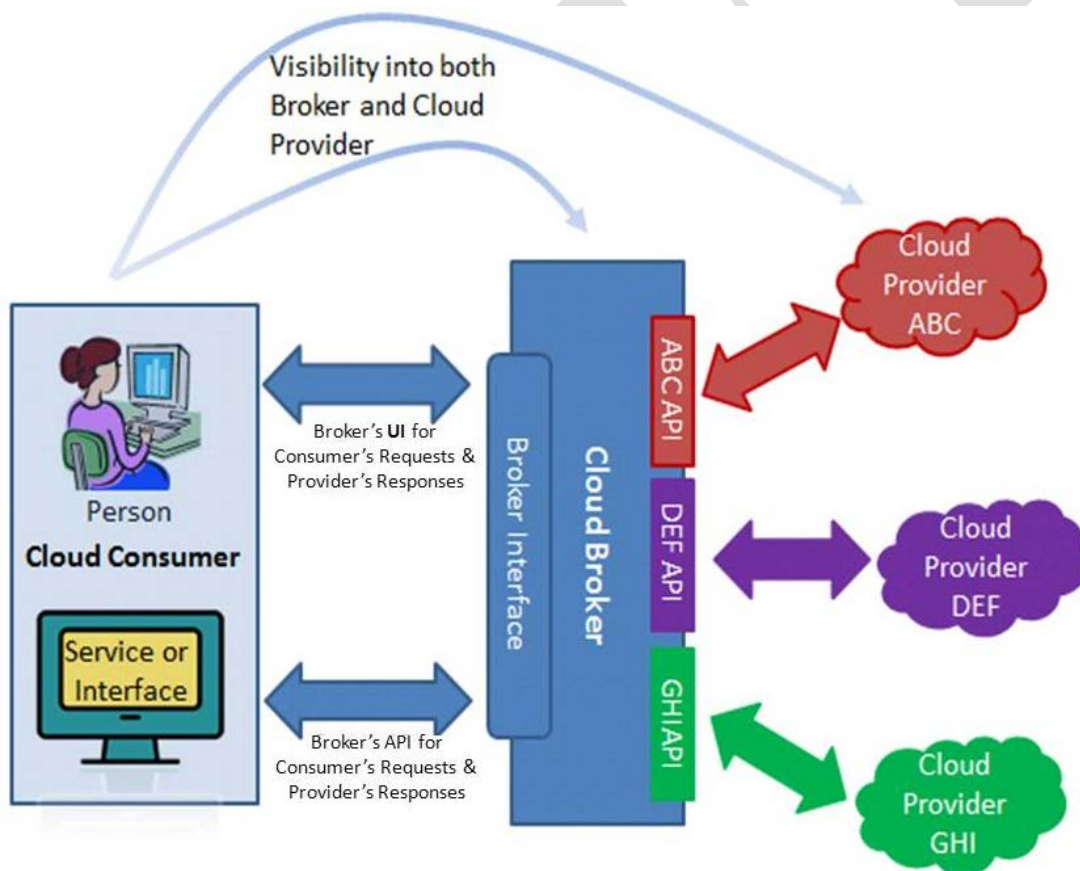 Visibility into both
Broker and Cloud
Provider
Person
Cloud Consumer
Service or
Interface
Broker's UI for
Consumer's Requests &
Provider's Responses
Broker's API for
Consumer's Requests &
Provider's Responses
Broker Interface
Cloud Broker
ABC API
DEF API
GHI API
Cloud
Provider
ABC
Cloud
Provider
DEF
Cloud
Provider
GHI